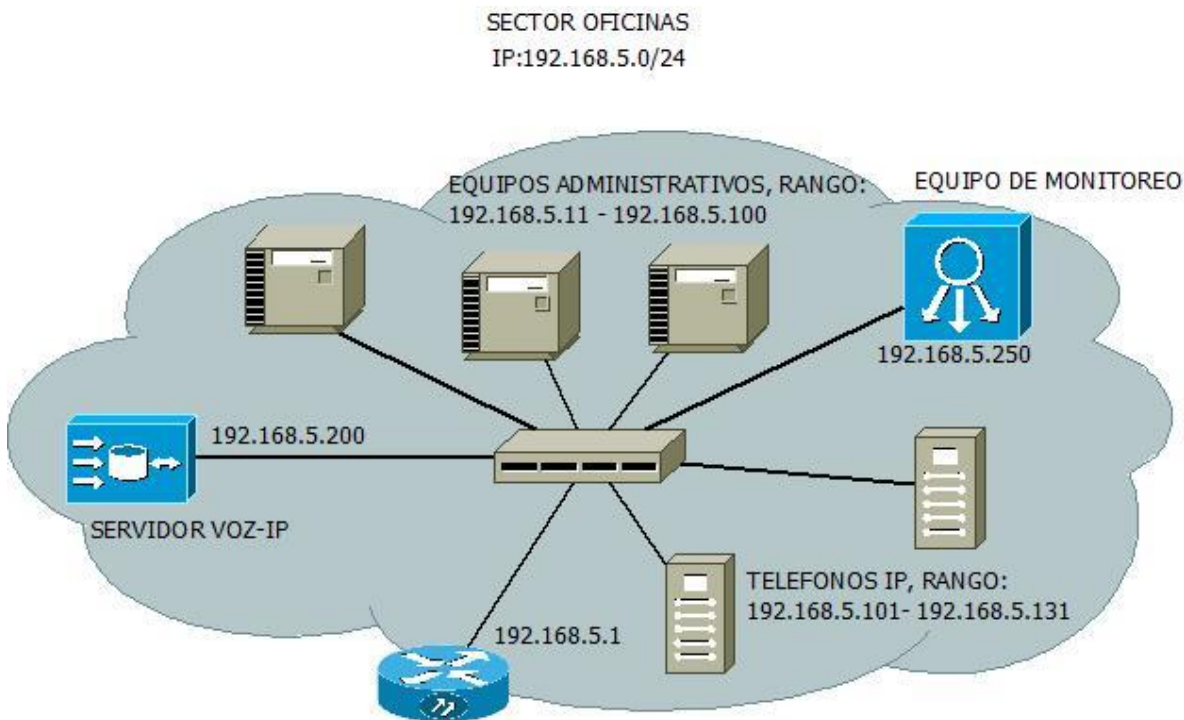 SECTOR OFICINAS
IP:192.168.5.0/24
EQUIPOS ADMINISTRATIVOS, RANGO:
192.168.5.11 - 192.168.5.100
EQUIPO DE MONITOREO
192.168.5.250
192.168.5.200
SERVIDOR VOZ-IP
TELEFONOS IP, RANGO:
192.168.5.101- 192.168.5.131
192.168.5.1